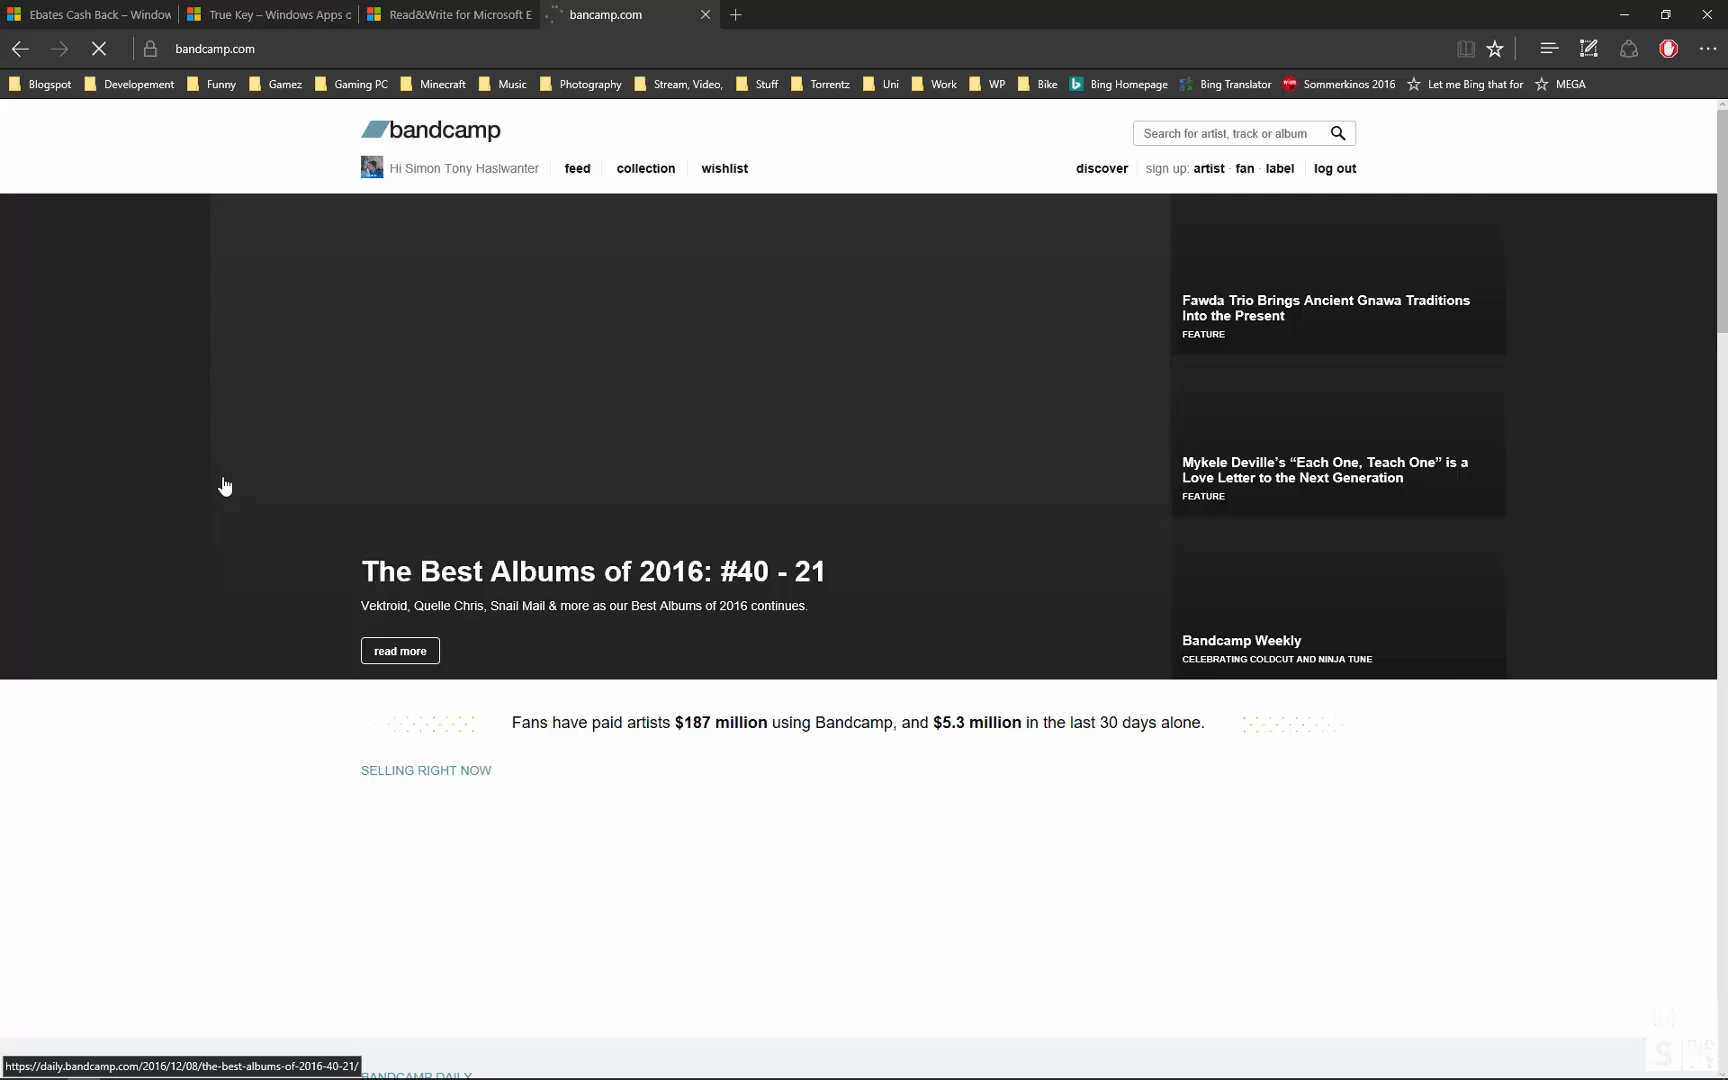 Ebates Cash Back – Window
True Key – Windows Apps o
Read&Write for Microsoft E
bancamp.com
bandcamp.com
Blogspot
Developement
Funny
Gamez
Gaming PC
Minecraft
Music
Photography
Stream, Video,
Stuff
Torrentz
Uni
Work
WP
Bike
Bing Homepage
Bing Translator
Sommerkinos 2016
Let me Bing that for
MEGA
bandcamp
Search for artist, track or album
Hi Simon Tony Haslwanter
feed
collection
wishlist
discover
sign up: artist · fan · label
log out
Fawda Trio Brings Ancient Gnawa Traditions
Into the Present
FEATURE
Mykele Deville’s “Each One, Teach One” is a
Love Letter to the Next Generation
FEATURE
The Best Albums of 2016: #40 - 21
Vektroid, Quelle Chris, Snail Mail & more as our Best Albums of 2016 continues.
read more
Bandcamp Weekly
CELEBRATING COLDCUT AND NINJA TUNE
Fans have paid artists $187 million using Bandcamp, and $5.3 million in the last 30 days alone.
SELLING RIGHT NOW
https://daily.bandcamp.com/2016/12/08/the-best-albums-of-2016-40-21/
BANDCAMP DAILY